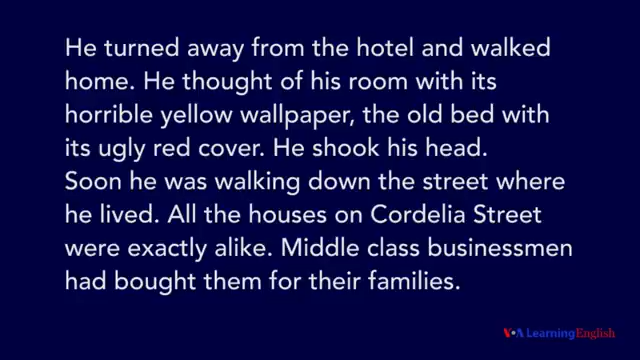 He turned away from the hotel and walked
home. He thought of his room with its
horrible yellow wallpaper, the old bed with
its ugly red cover. He shook his head.
Soon he was walking down the street where
he lived. All the houses on Cordelia Street
were exactly alike. Middle class businessmen
had bought them for their families.
VOA LearningEnglish